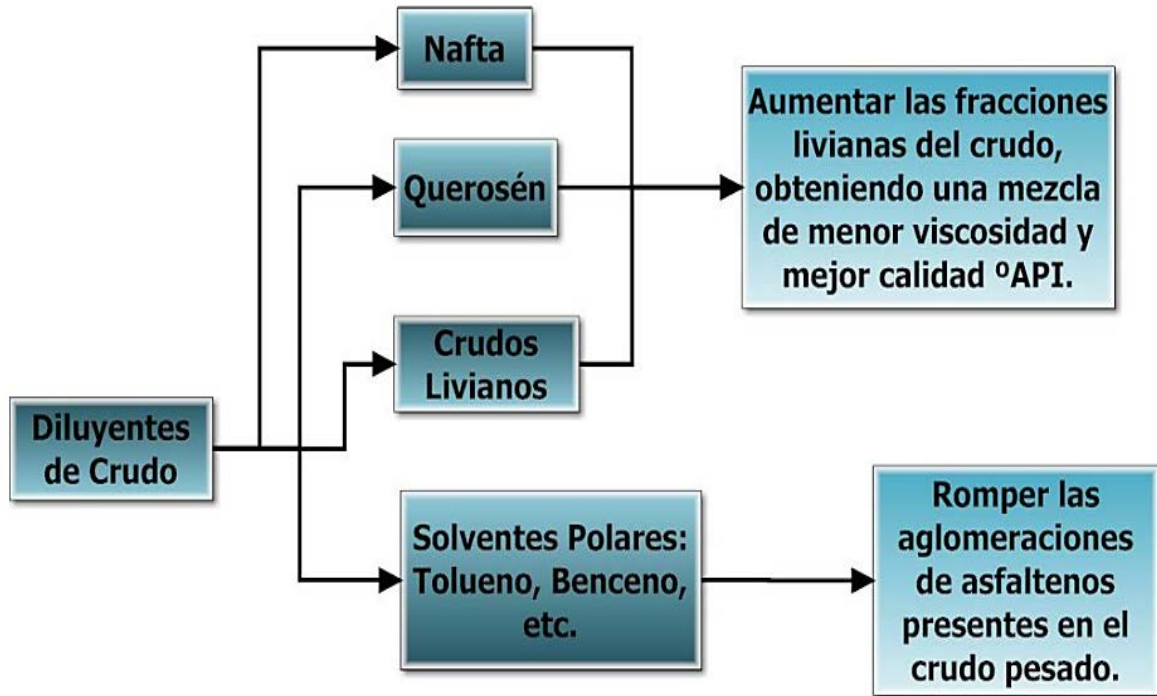 Nafta
Querosén
Crudos
Livianos
Aumentar las fracciones
livianas del crudo,
obteniendo una mezcla
de menor viscosidad y
mejor calidad ºAPI.
Diluyentes
de Crudo
Solventes Polares:
Tolueno, Benceno,
etc.
Romper las
aglomeraciones
de asfaltenos
presentes en el
crudo pesado.